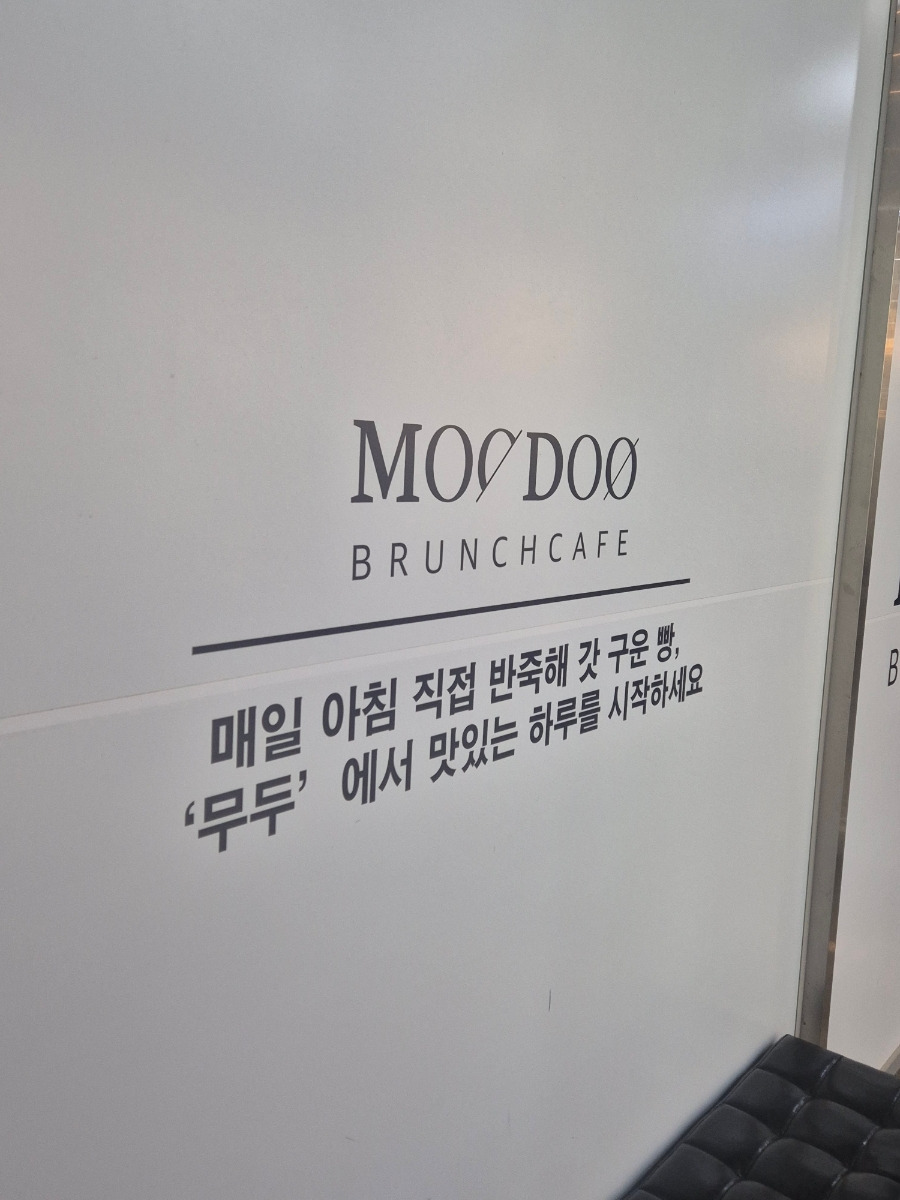 MOODOO
BRUNCHCAFE
매일 아침 직접 반죽해 갓 구운 빵,
‘무두’ 에서 맛있는 하루를 시작하세요